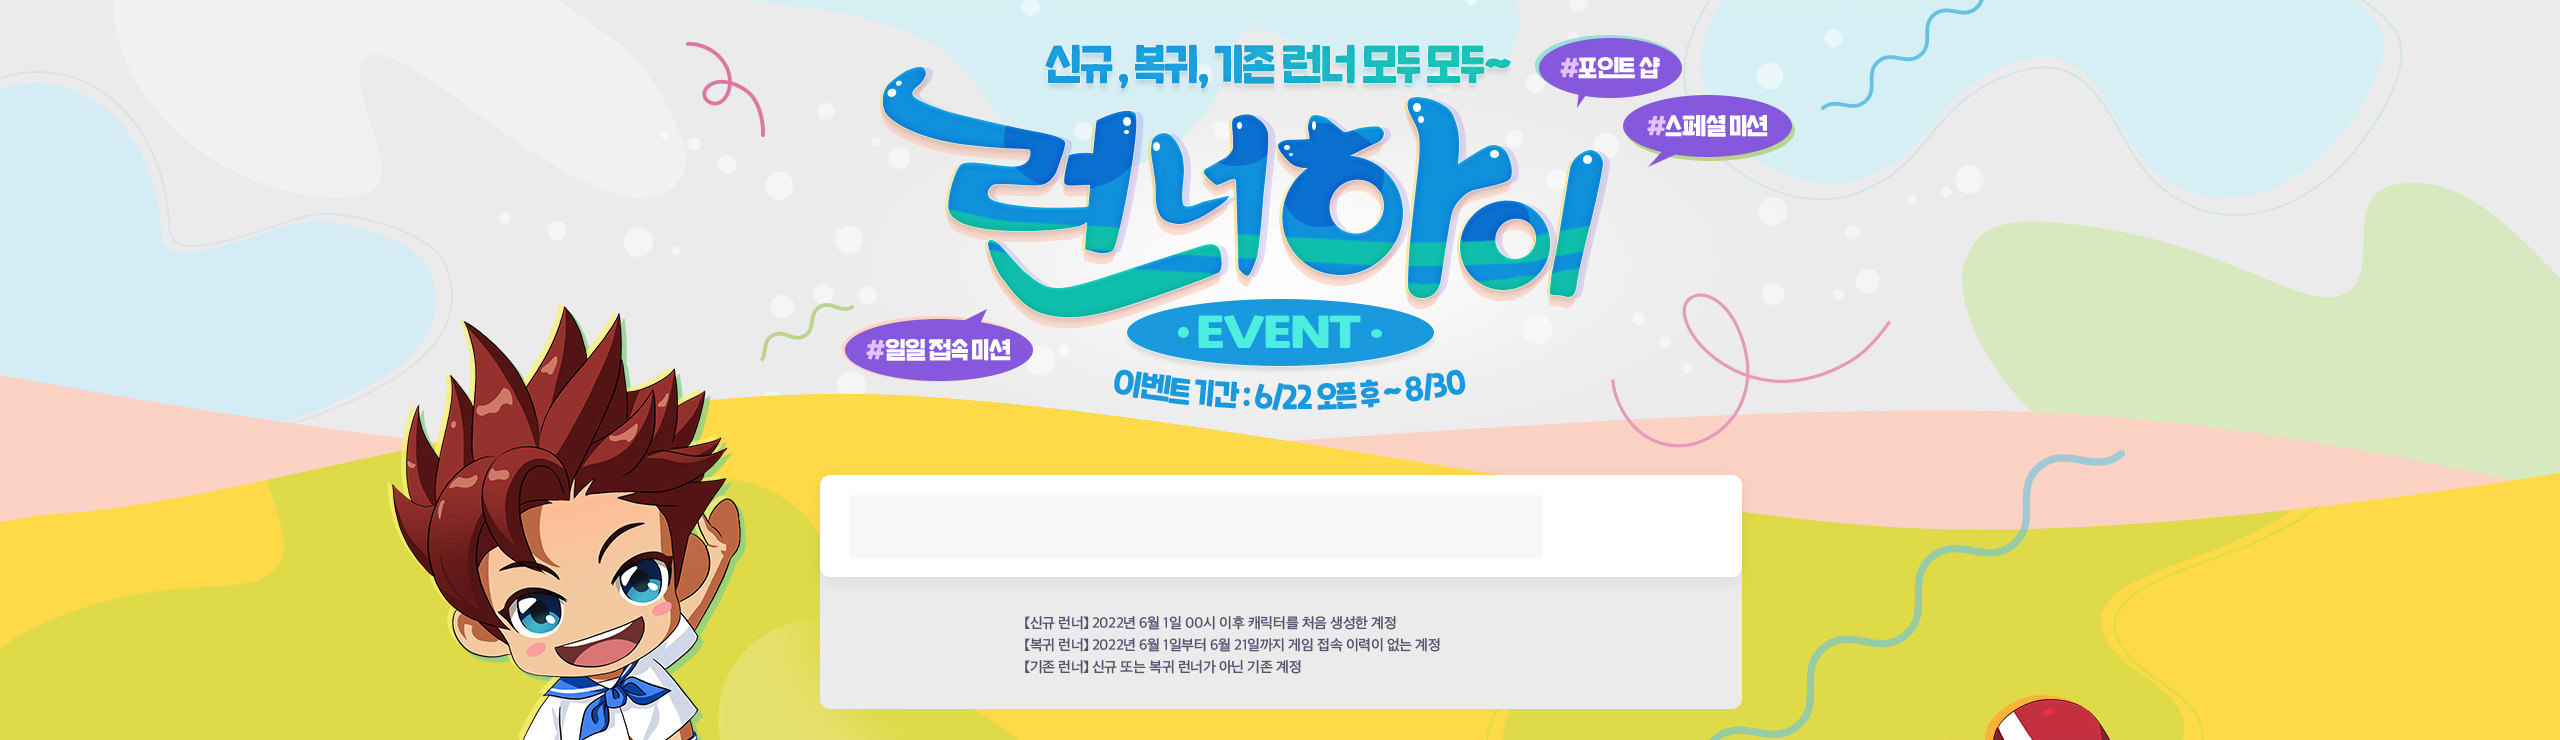 신규, 복귀, 기존 런너 모두 모두~
#포인트 샵
#스페셜 미션
런너하이
• EVENT •
#일일 접속 미션
이벤트 기간 : 6/22 오픈 후 ~ 8/30
【신규 런너】 2022년 6월 1일 00시 이후 캐릭터를 처음 생성한 계정
【복귀 런너】 2022년 6월 1일부터 6월 21일까지 게임 접속 이력이 없는 계정
【기존 런너】 신규 또는 복귀 런너가 아닌 기존 계정